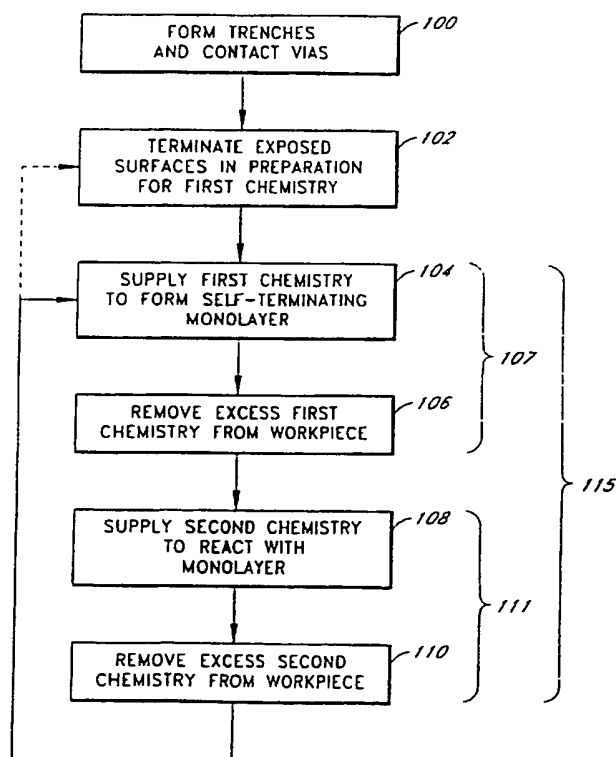 FORM TRENCHES
AND CONTACT VIAS
100
TERMINATE EXPOSED
SURFACES IN PREPARATION
FOR FIRST CHEMISTRY
102
SUPPLY FIRST CHEMISTRY
TO FORM SELF-TERMINATING
MONOLAYER
104
REMOVE EXCESS FIRST
CHEMISTRY FROM WORKPIECE
106
107
SUPPLY SECOND CHEMISTRY
TO REACT WITH
MONOLAYER
108
REMOVE EXCESS SECOND
CHEMISTRY FROM WORKPIECE
110
111
115